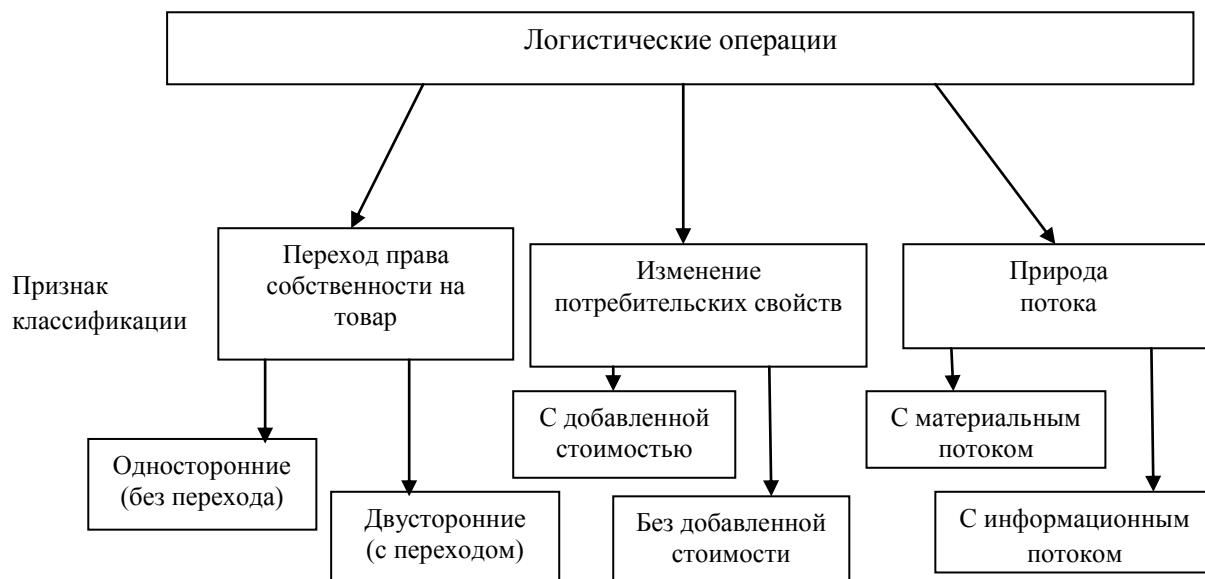 Логистические операции
Признак
классификации
Переход права
собственности на
товар
Изменение
потребительских свойств
Природа
потока
Односторонние
(без перехода)
Двусторонние
(с переходом)
С добавленной
стоимостью
Без добавленной
стоимости
С материальным
потоком
С информационным
потоком